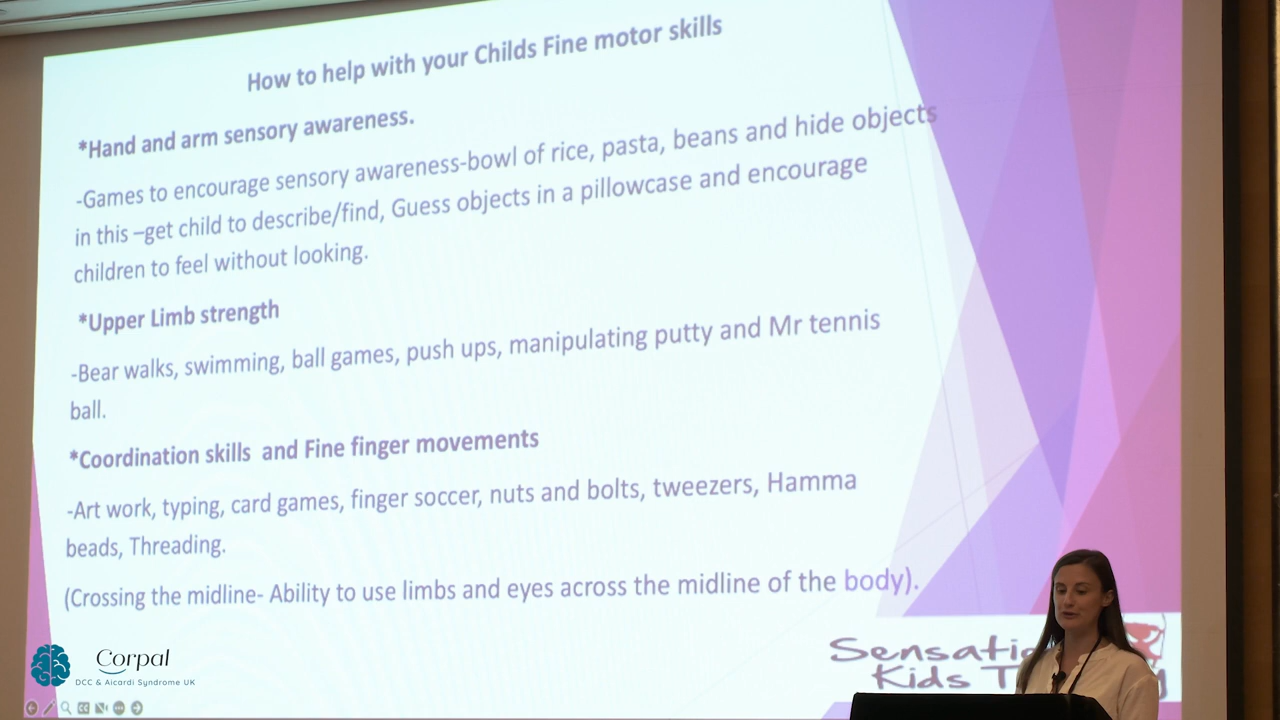 How to help with your Childs Fine motor skills
*Hand and arm sensory awareness.
-Games to encourage sensory awareness-bowl of rice, pasta, beans and hide objects
in this –get child to describe/find, Guess objects in a pillowcase and encourage
children to feel without looking.
*Upper Limb strength
-Bear walks, swimming, ball games, push ups, manipulating putty and Mr tennis
ball.
*Coordination skills  and Fine finger movements
-Art work, typing, card games, finger soccer, nuts and bolts, tweezers, Hamma
beads, Threading.
(Crossing the midline- Ability to use limbs and eyes across the midline of the body).
Corpal
DCC & Aicardi Syndrome UK
Kids